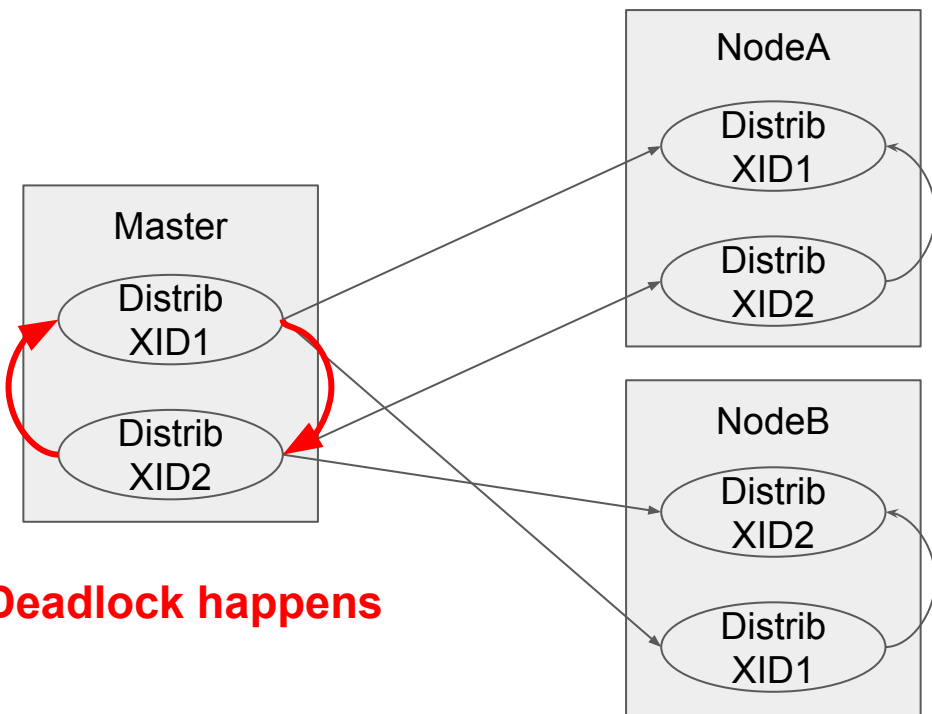 Master
Distrib
XID1
Distrib
XID2
Deadlock happens
NodeA
Distrib
XID1
Distrib
XID2
NodeB
Distrib
XID2
Distrib
XID1